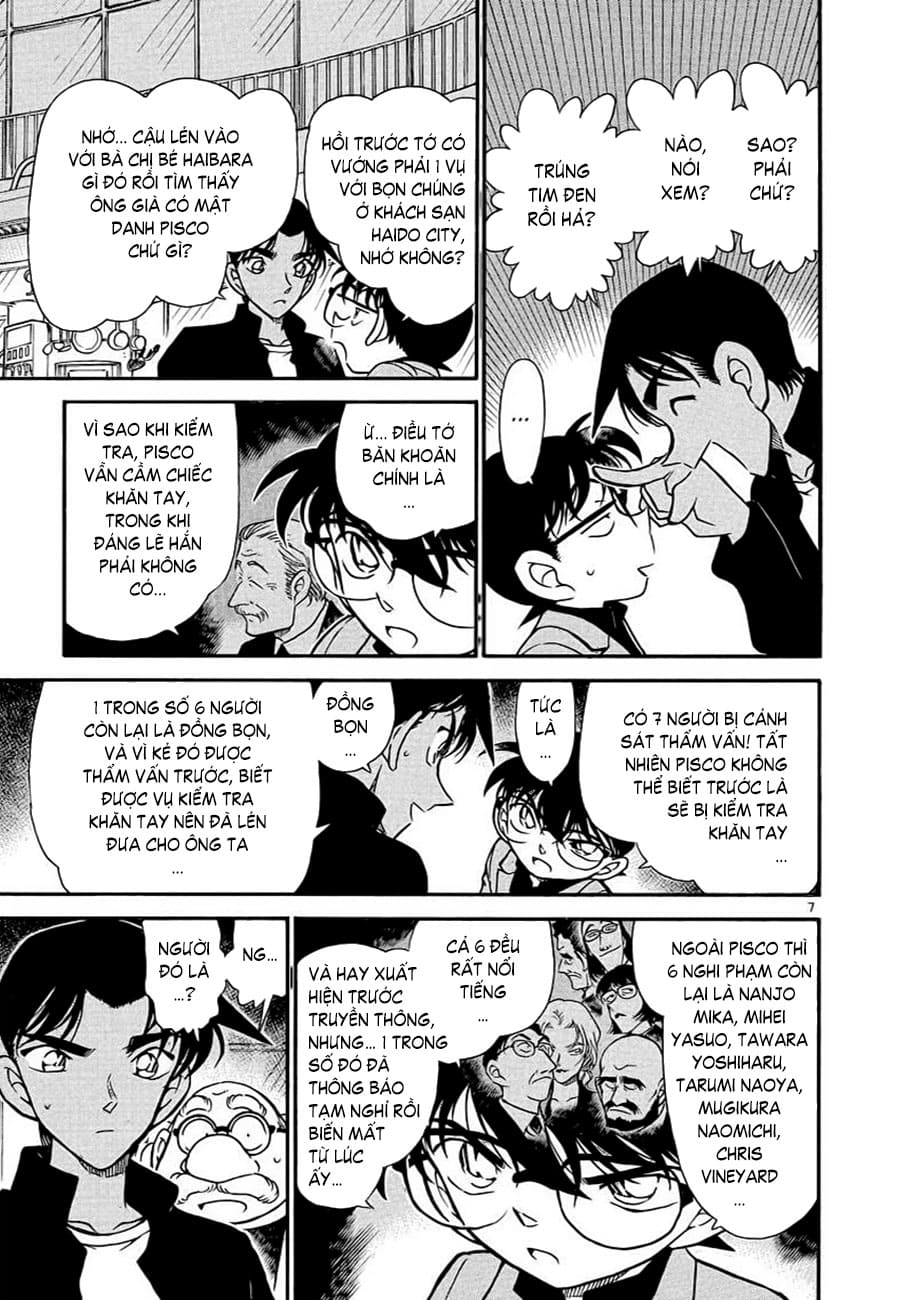 SAO?
PHẢI
CHỨ?
NÀO,
NÓI
XEM?
TRÚNG
TIM ĐEN
RỒI HẢ?
...
HỒI TRƯỚC TỚ CÓ
VƯỚNG PHẢI 1 VỤ
VỚI BỌN CHÚNG
Ở KHÁCH SẠN
HAIDO CITY,
NHỚ KHÔNG?
NHỚ... CẬU LÉN VÀO
VỚI BÀ CHỊ BÉ HAIBARA
GÌ ĐÓ RỒI TÌM THẤY
ÔNG GIÀ CÓ MẬT
DANH PISCO
CHỨ GÌ?
Ừ... ĐIỀU TỚ
BĂN KHOĂN
CHÍNH LÀ
...
VÌ SAO KHI KIỂM
TRA, PISCO
VẪN CẦM CHIẾC
KHĂN TAY,
TRONG KHI
ĐÁNG LẼ HẮN
PHẢI KHÔNG
CÓ...
CÓ 7 NGƯỜI BỊ CẢNH
SÁT THẨM VẤN! TẤT
NHIÊN PISCO KHÔNG
THỂ BIẾT TRƯỚC LÀ
SẼ BỊ KIỂM TRA
KHĂN TAY
TỨC
LÀ
...
ĐỒNG
BỌN
...
1 TRONG SỐ 6 NGƯỜI
CÒN LẠI LÀ ĐỒNG BỌN,
VÀ VÌ KẺ ĐÓ ĐƯỢC
THẨM VẤN TRƯỚC, BIẾT
ĐƯỢC VỤ KIỂM TRA
KHĂN TAY NÊN ĐÃ LÉN
ĐƯA CHO ÔNG TA
...
7
NGOÀI PISCO THÌ
6 NGHI PHẠM CÒN
LẠI LÀ NANJO
MIKA, MIHEI
YASUO, TAWARA
YOSHIHARU,
TARUMI NAOYA,
MUGIKURA
NAOMICHI,
CHRIS
VINEYARD
...
CẢ 6 ĐỀU
RẤT NỔI
TIẾNG
...
VÀ HAY XUẤT
HIỆN TRƯỚC
TRUYỀN THÔNG,
NHƯNG... 1 TRONG
SỐ ĐÓ ĐÃ
THÔNG BÁO
TẠM NGHỈ RỒI
BIẾN MẤT
TỪ LÚC
ẤY...
NG...
NGƯỜI
ĐÓ LÀ
...?